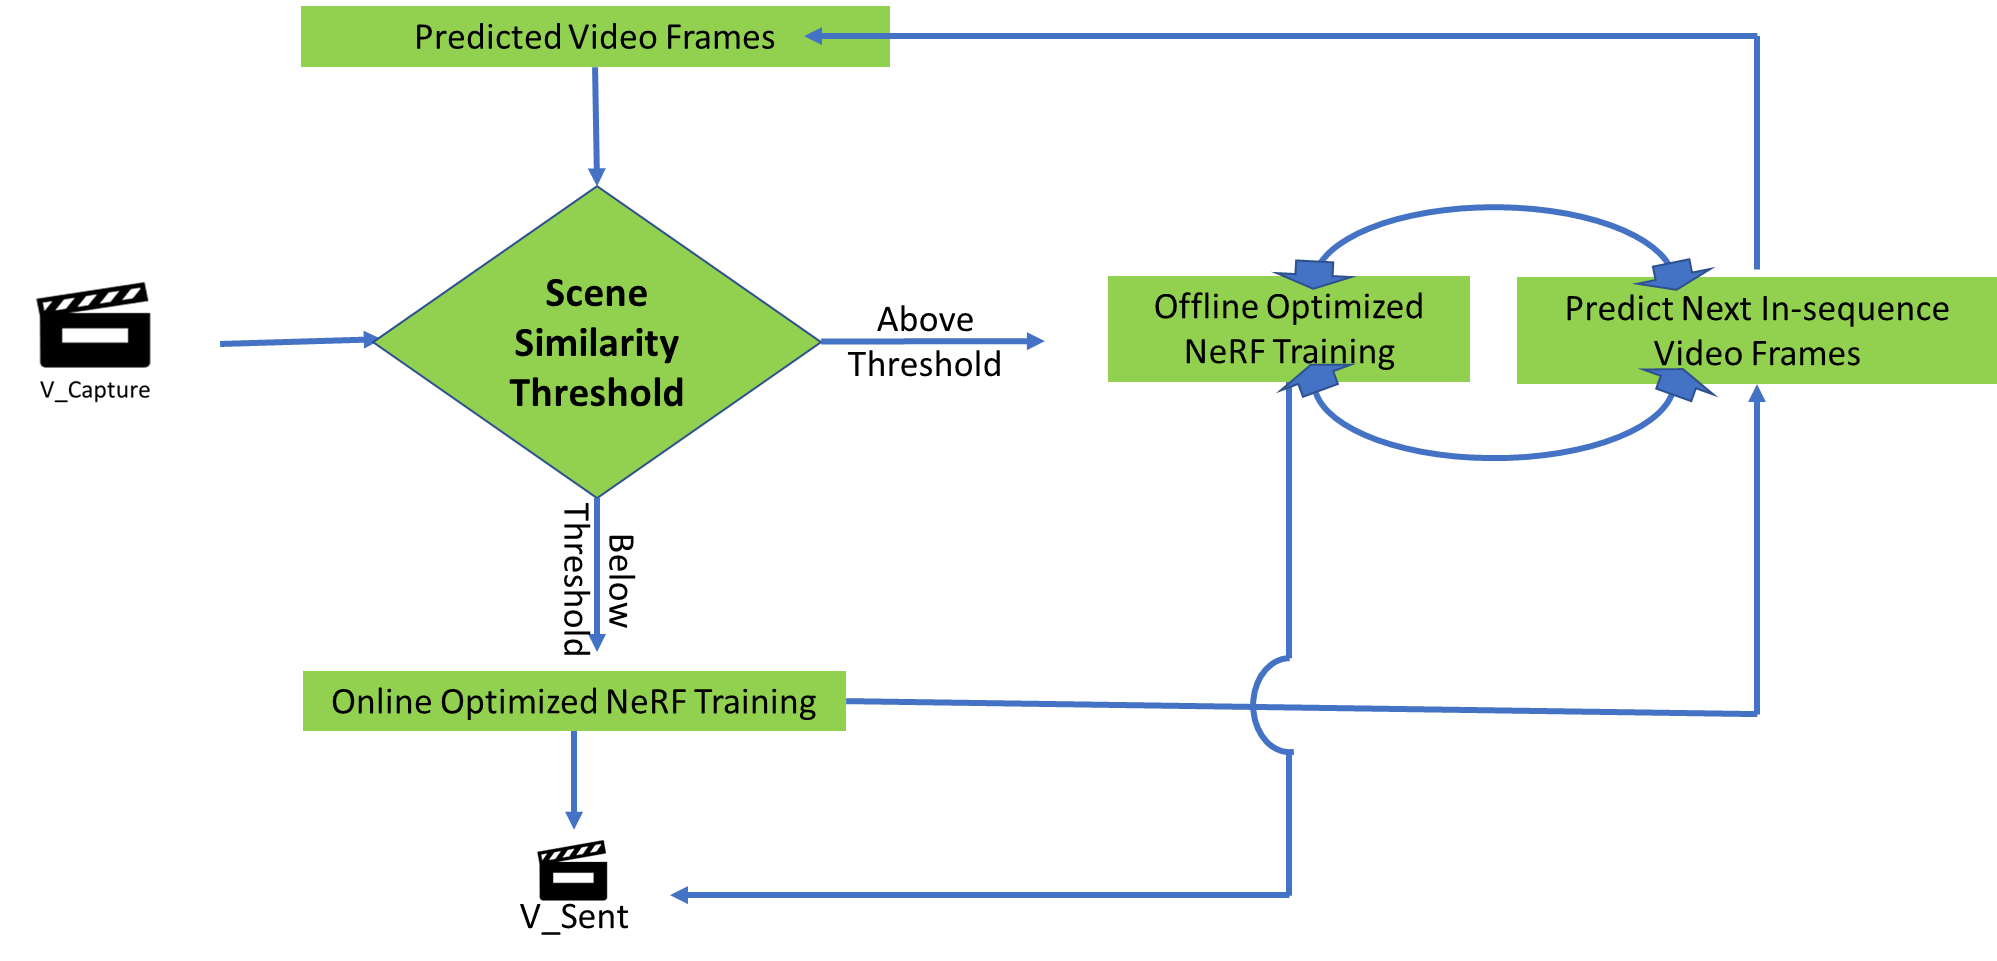 Predicted Video Frames
Scene
Similarity
Threshold
V_Capture
Above
Threshold
Offline Optimized
NeRF Training
Predict Next In-sequence
Video Frames
Below
Threshold
Online Optimized NeRF Training
V_Sent